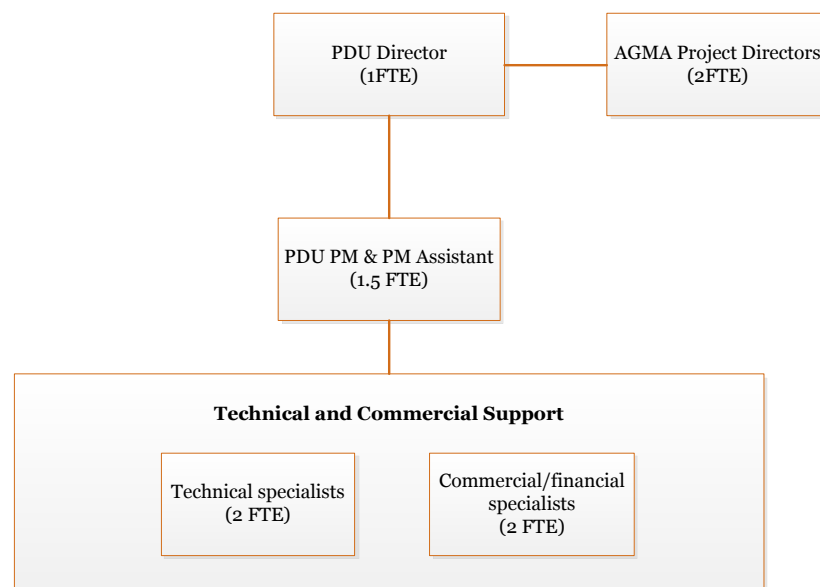 PDU Director
(1FTE)
AGMA Project Directors
(2FTE)
PDU PM & PM Assistant
(1.5 FTE)
Technical and Commercial Support
Technical specialists
(2 FTE)
Commercial/financial
specialists
(2 FTE)